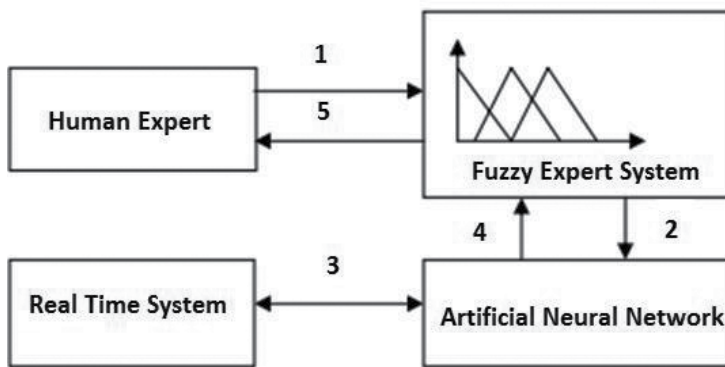 1
Human Expert
5
Fuzzy Expert System
4
2
3
Real Time System
Artificial Neural Network